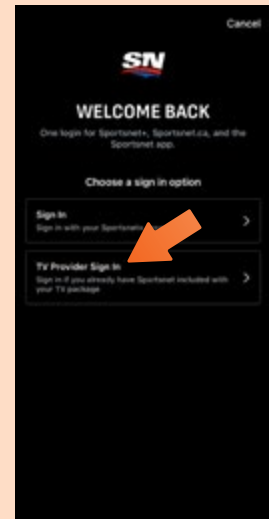 Cancel
SN
WELCOME BACK
One login for Sportsnet+, Sportsnet.ca, and the
Sportsnet app.
Choose a sign in option
Sign In
Sign in with your Sportsnet
TV Provider Sign In
Sign in if you already have Sportsnet included with
your TV package